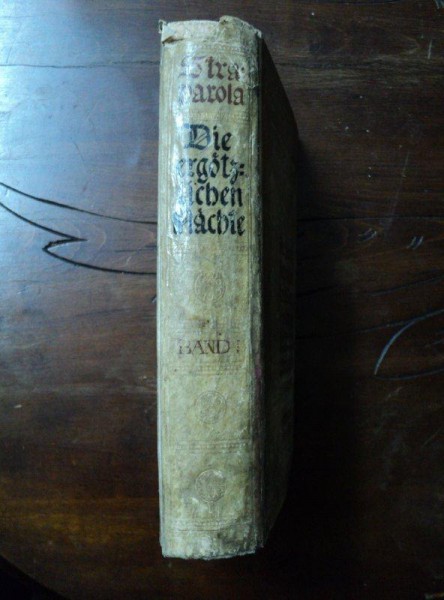 Stra-
parola
Die
ergötz-
lichen
Nächte
BAND I